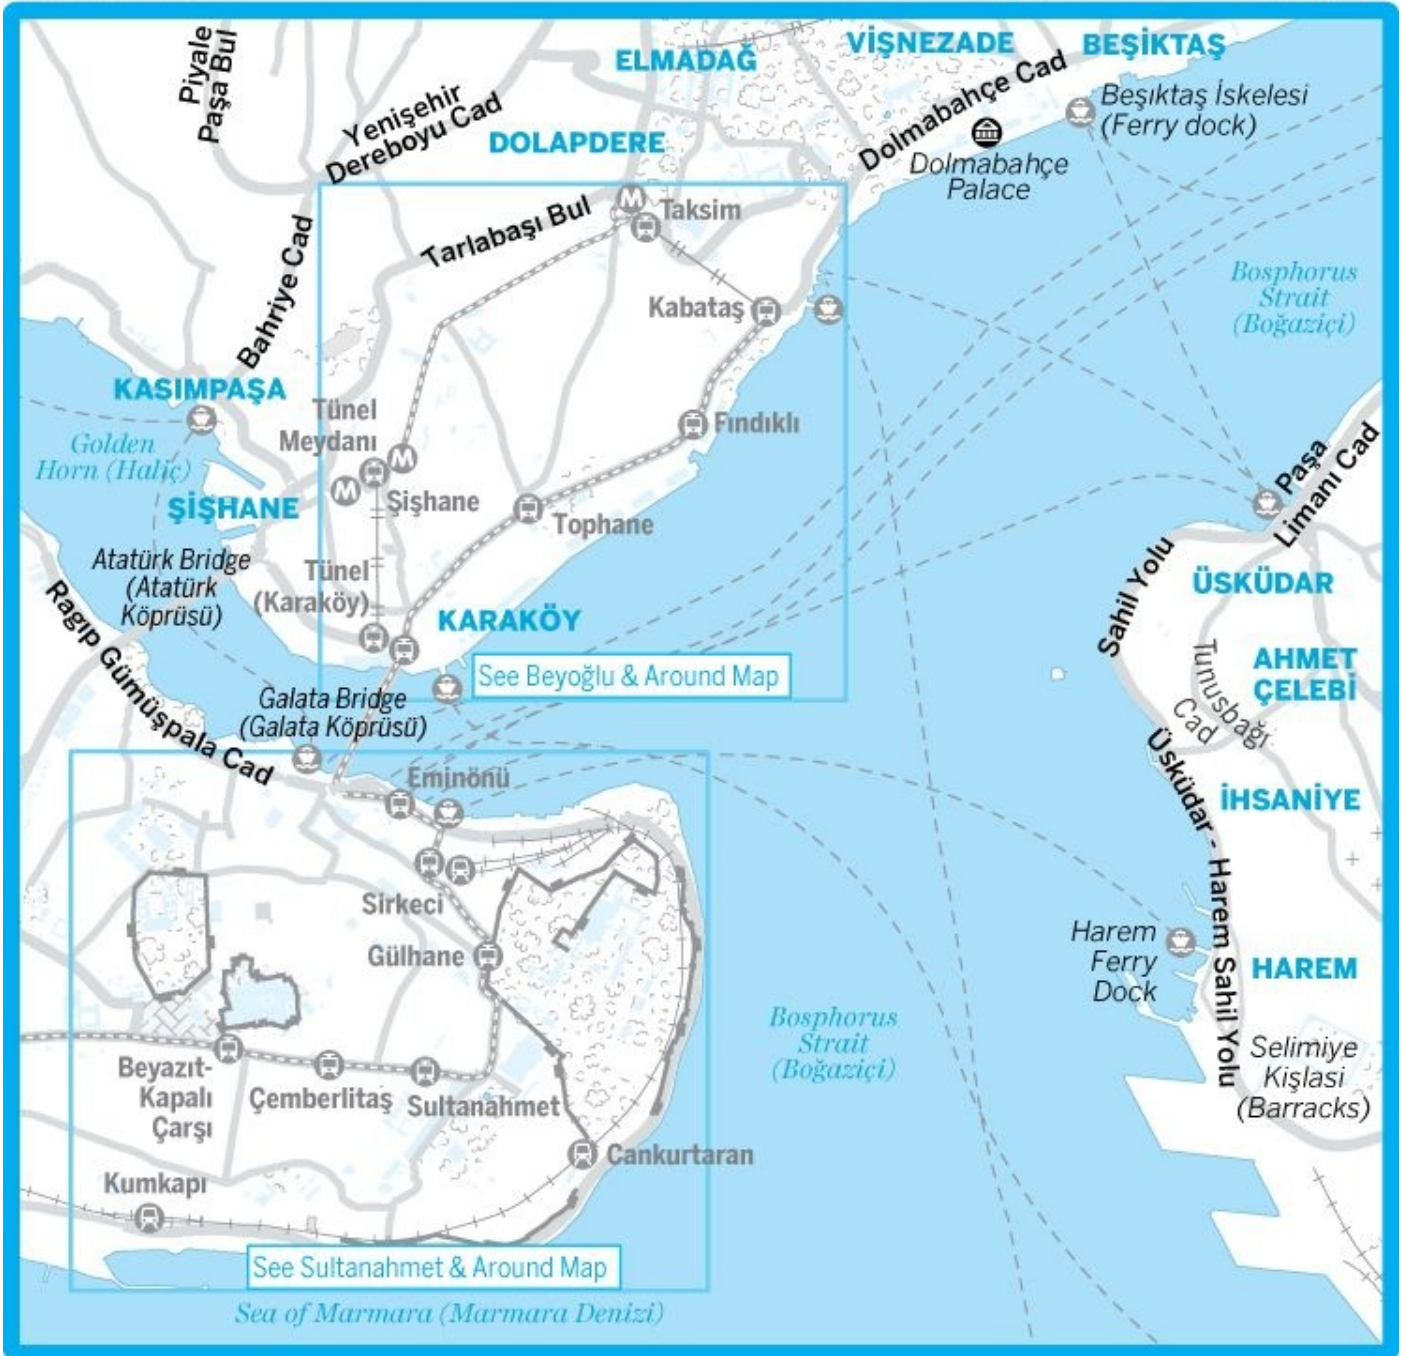 Piyale
Paşa Bul
ELMADAĞ
VİŞNEZADE
BEŞİKTAŞ
Yenişehir
Dereboyu Cad
DOLAPDERE
Dolmabahçe Cad
Beşıktaş İskelesi
(Ferry dock)
Dolmabahçe
Palace
Bahriye Cad
Tarlabaşı Bul
M
Taksim
Kabataş
Bosphorus
Strait
(Boğaziçi)
KASIMPAŞA
Golden
Horn (Haliç)
Tünel
Meydanı
M
M
Şişhane
Fındıklı
ŞİŞHANE
Tophane
Paşa
Limanı Cad
Atatürk Bridge
(Atatürk
Köprüsü)
Tünel
(Karaköy)
KARAKÖY
Sahil Yolu
ÜSKÜDAR
Ragıp Gümüşpala Cad
Tunusbağı
Cad
AHMET
ÇELEBİ
See Beyoğlu & Around Map
Galata Bridge
(Galata Köprüsü)
Eminönü
Üsküdar - Harem Sahil Yolu
İHSANİYE
Sirkeci
Gülhane
Harem
Ferry
Dock
HAREM
Bosphorus
Strait
(Boğaziçi)
Beyazıt-
Kapalı
Çarşı
Çemberlitaş
Sultanahmet
Selimiye
Kişlasi
(Barracks)
Cankurtaran
Kumkapı
See Sultanahmet & Around Map
Sea of Marmara (Marmara Denizi)